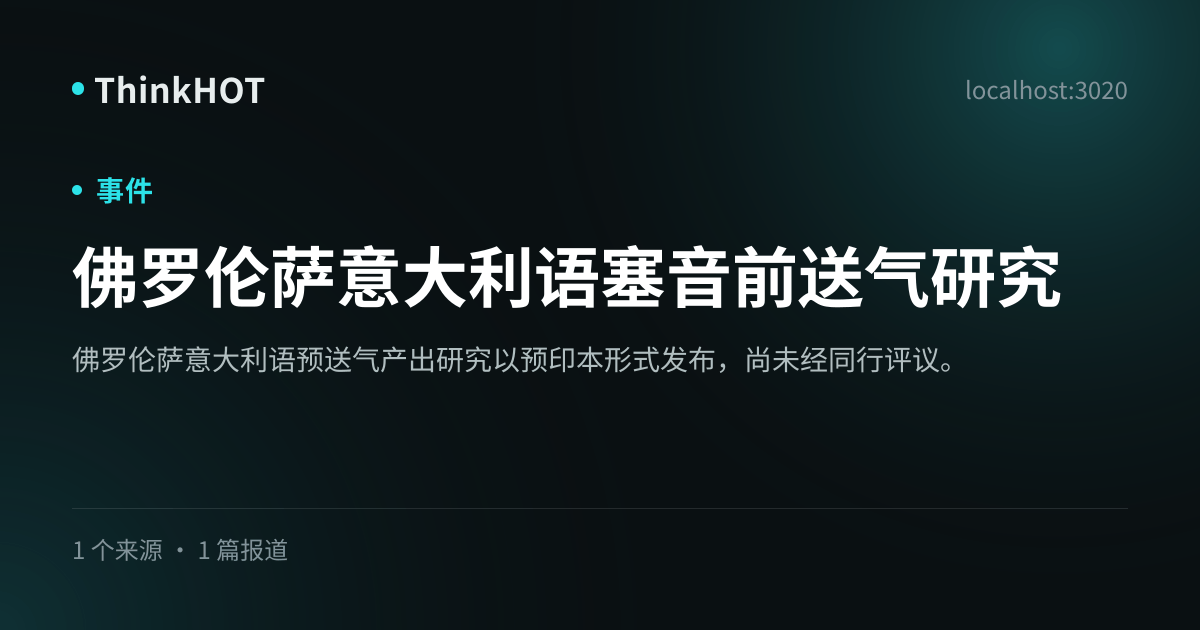 ThinkHOT
localhost:3020
事件
佛罗伦萨意大利语塞音前送气研究
佛罗伦萨意大利语预送气产出研究以预印本形式发布，尚未经同行评议。
1 个来源 · 1 篇报道